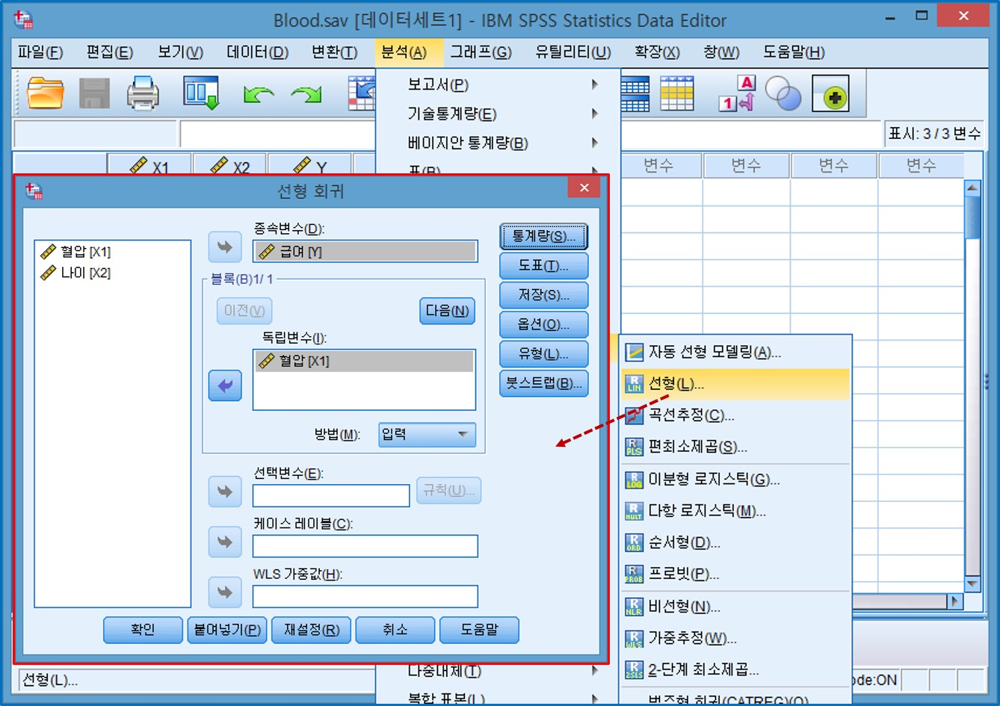 Blood.sav [데이터세트1] - IBM SPSS Statistics Data Editor
파일(F) 편집(E) 보기(V) 데이터(D) 변환(T) 분석(A) 그래프(G) 유틸리티(U) 확장(X) 창(W) 도움말(H)
보고서(P)
기술통계량(E)
베이지안 통계량(B)
표(B)
표시: 3 / 3 변수
X1 X2 Y 변수 변수 변수 변수
선형 회귀
혈압 [X1]
나이 [X2]
종속변수(D):
급여 [Y]
블록(B)1/ 1
이전(V) 다음(N)
독립변수(I):
혈압 [X1]
방법(M): 입력
선택변수(E):
규칙(U)...
케이스 레이블(C):
WLS 가중값(H):
통계량(S)...
도표(T)...
저장(S)...
옵션(O)...
유형(L)...
붓스트랩(B)...
확인 붙여넣기(P) 재설정(R) 취소 도움말
자동 선형 모델링(A)...
선형(L)...
곡선추정(C)...
편최소제곱(S)...
이분형 로지스틱(G)...
다항 로지스틱(M)...
순서형(D)...
프로빗(P)...
비선형(N)...
가중추정(W)...
2-단계 최소제곱...
범주형 회귀(CATREG)(O)...
다중대체(T)
복합 표본(L)
선형(L)...
ode:ON